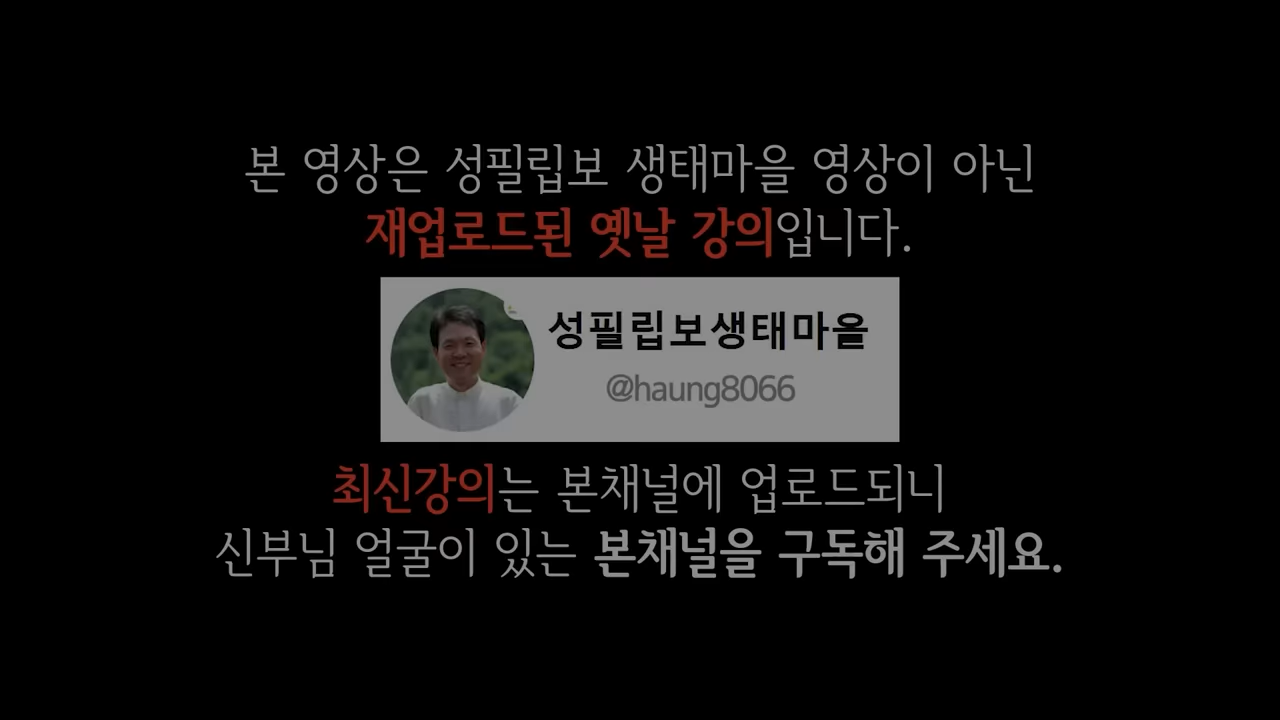 본 영상은 성필립보 생태마을 영상이 아닌
재업로드된 옛날 강의입니다.
성필립보생태마을
@haung8066
최신강의는 본채널에 업로드되니
신부님 얼굴이 있는 본채널을 구독해 주세요.